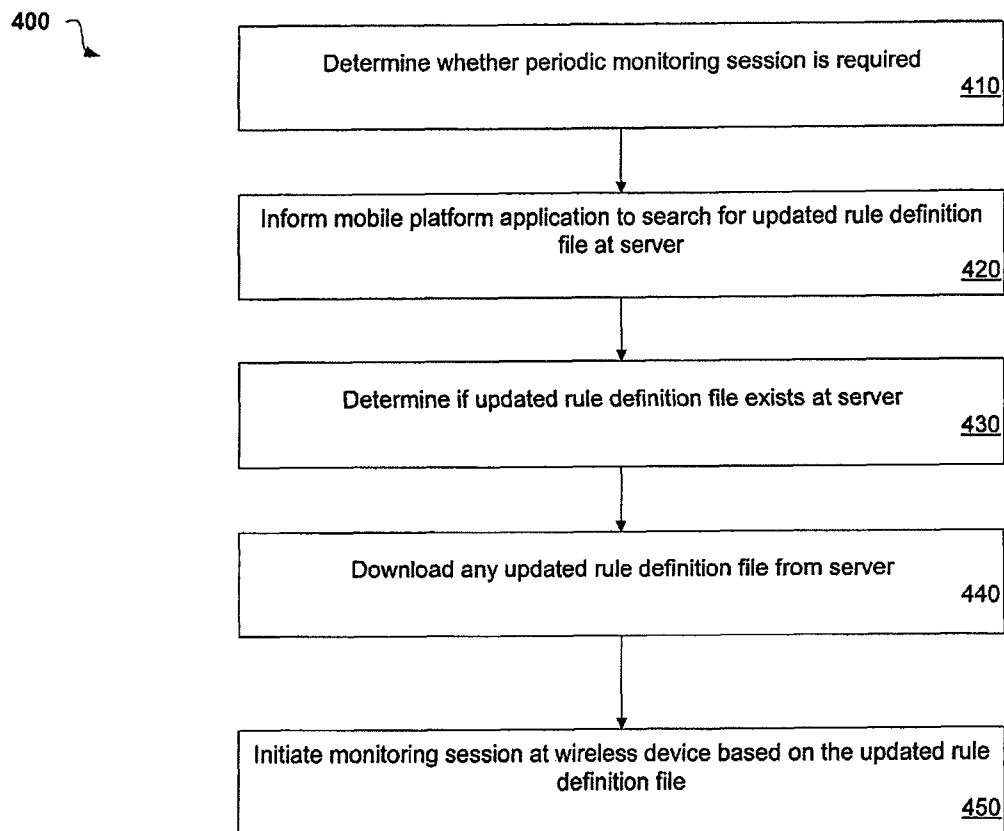 400
Determine whether periodic monitoring session is required
410
Inform mobile platform application to search for updated rule definition
file at server
420
Determine if updated rule definition file exists at server
430
Download any updated rule definition file from server
440
Initiate monitoring session at wireless device based on the updated rule
definition file
450